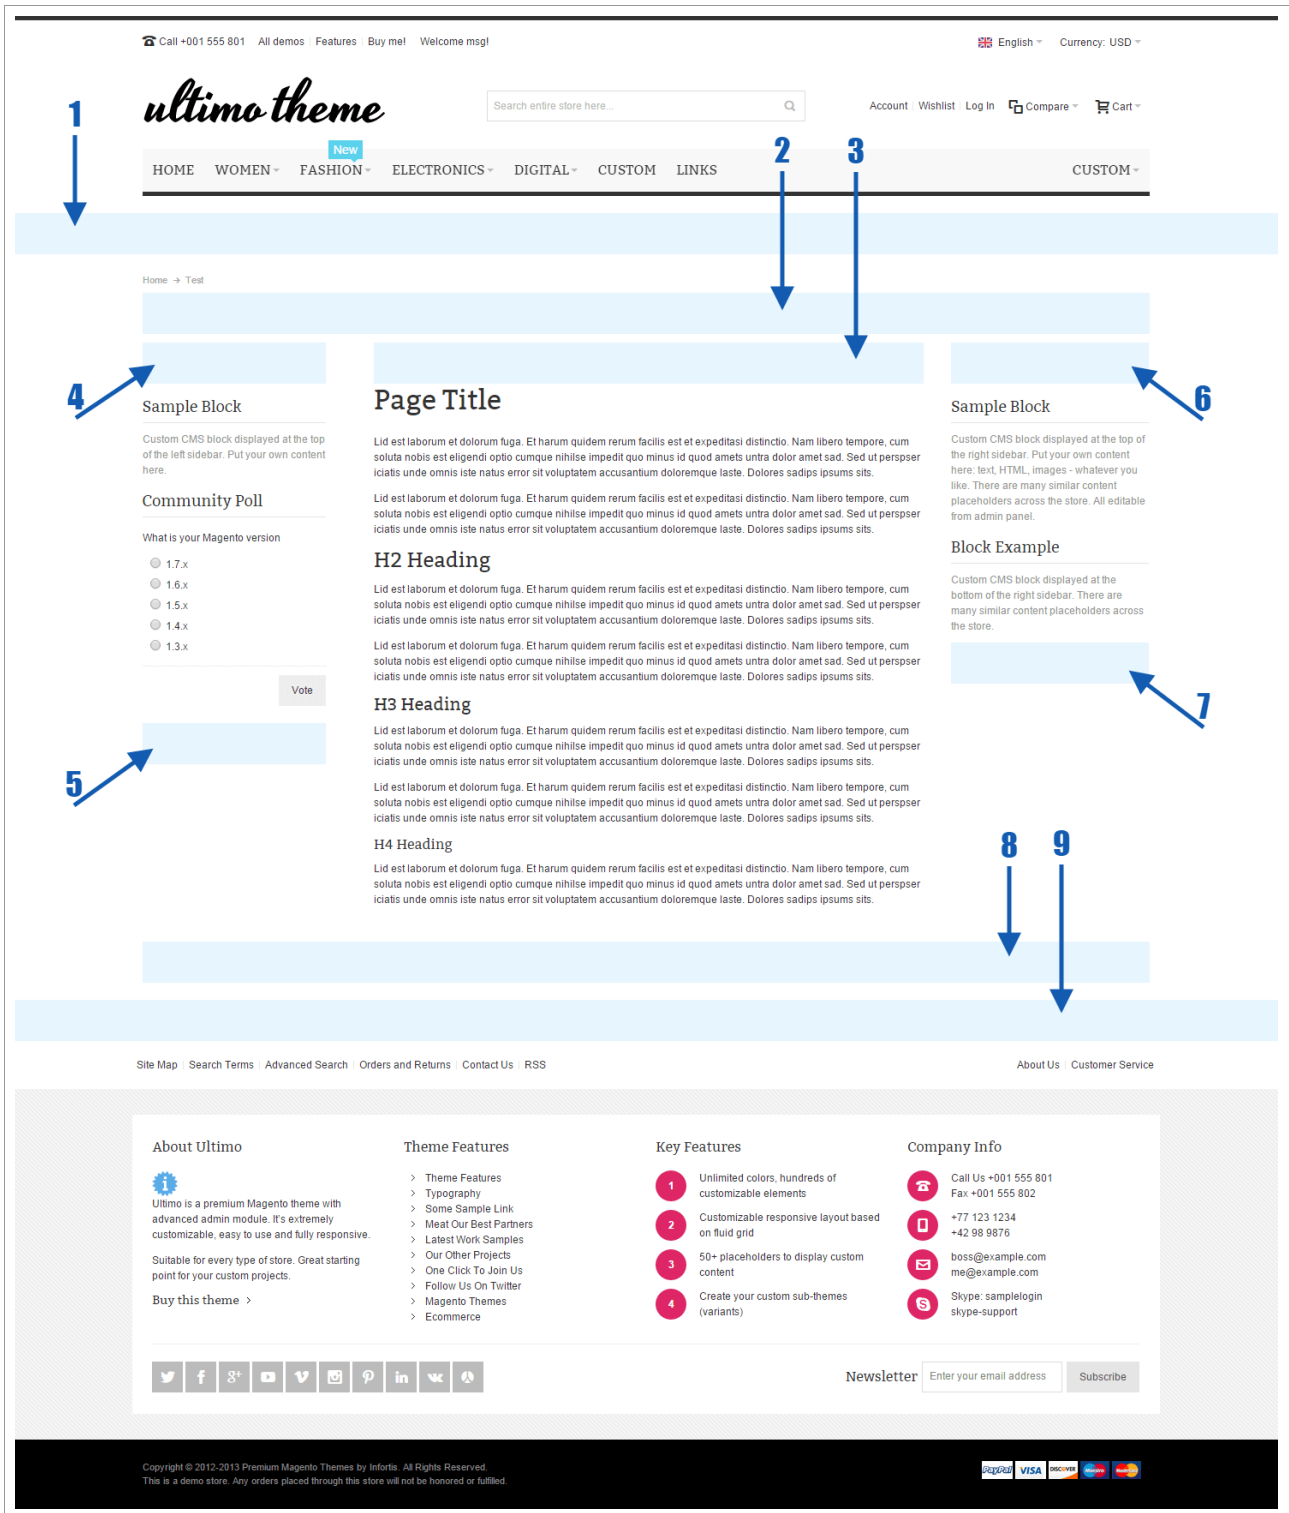 Call +001 555 801 All demos Features Buy me! Welcome msg!
English Currency: USD
ultimo theme
Search entire store here...
Account Wishlist Log In Compare Cart
1
2
3
New
HOME WOMEN FASHION ELECTRONICS DIGITAL CUSTOM LINKS CUSTOM
Home → Test
4
6
Sample Block
Custom CMS block displayed at the top
of the left sidebar. Put your own content
here.
Community Poll
What is your Magento version
1.7.x
1.6.x
1.5.x
1.4.x
1.3.x
Vote
5
Page Title
Lid est laborum et dolorum fuga. Et harum quidem rerum facilis est et expeditasi distinctio. Nam libero tempore, cum
soluta nobis est eligendi optio cumque nihilse impedit quo minus id quod amets untra dolor amet sad. Sed ut perspser
iciatis unde omnis iste natus error sit voluptatem accusantium doloremque laste. Dolores sadips ipsums sits.
Lid est laborum et dolorum fuga. Et harum quidem rerum facilis est et expeditasi distinctio. Nam libero tempore, cum
soluta nobis est eligendi optio cumque nihilse impedit quo minus id quod amets untra dolor amet sad. Sed ut perspser
iciatis unde omnis iste natus error sit voluptatem accusantium doloremque laste. Dolores sadips ipsums sits.
H2 Heading
Lid est laborum et dolorum fuga. Et harum quidem rerum facilis est et expeditasi distinctio. Nam libero tempore, cum
soluta nobis est eligendi optio cumque nihilse impedit quo minus id quod amets untra dolor amet sad. Sed ut perspser
iciatis unde omnis iste natus error sit voluptatem accusantium doloremque laste. Dolores sadips ipsums sits.
Lid est laborum et dolorum fuga. Et harum quidem rerum facilis est et expeditasi distinctio. Nam libero tempore, cum
soluta nobis est eligendi optio cumque nihilse impedit quo minus id quod amets untra dolor amet sad. Sed ut perspser
iciatis unde omnis iste natus error sit voluptatem accusantium doloremque laste. Dolores sadips ipsums sits.
H3 Heading
Lid est laborum et dolorum fuga. Et harum quidem rerum facilis est et expeditasi distinctio. Nam libero tempore, cum
soluta nobis est eligendi optio cumque nihilse impedit quo minus id quod amets untra dolor amet sad. Sed ut perspser
iciatis unde omnis iste natus error sit voluptatem accusantium doloremque laste. Dolores sadips ipsums sits.
Lid est laborum et dolorum fuga. Et harum quidem rerum facilis est et expeditasi distinctio. Nam libero tempore, cum
soluta nobis est eligendi optio cumque nihilse impedit quo minus id quod amets untra dolor amet sad. Sed ut perspser
iciatis unde omnis iste natus error sit voluptatem accusantium doloremque laste. Dolores sadips ipsums sits.
H4 Heading
Lid est laborum et dolorum fuga. Et harum quidem rerum facilis est et expeditasi distinctio. Nam libero tempore, cum
soluta nobis est eligendi optio cumque nihilse impedit quo minus id quod amets untra dolor amet sad. Sed ut perspser
iciatis unde omnis iste natus error sit voluptatem accusantium doloremque laste. Dolores sadips ipsums sits.
Sample Block
Custom CMS block displayed at the top of
the right sidebar. Put your own content
here: text, HTML, images - whatever you
like. There are many similar content
placeholders across the store. All editable
from admin panel.
Block Example
Custom CMS block displayed at the
bottom of the right sidebar. There are
many similar content placeholders across
the store.
7
8
9
Site Map Search Terms Advanced Search Orders and Returns Contact Us RSS
About Us Customer Service
About Ultimo
i
Ultimo is a premium Magento theme with
advanced admin module. It's extremely
customizable, easy to use and fully responsive.
Suitable for every type of store. Great starting
point for your custom projects.
Buy this theme >
Theme Features
> Theme Features
> Typography
> Some Sample Link
> Meat Our Best Partners
> Latest Work Samples
> Our Other Projects
> One Click To Join Us
> Follow Us On Twitter
> Magento Themes
> Ecommerce
Key Features
1 Unlimited colors, hundreds of
customizable elements
2 Customizable responsive layout based
on fluid grid
3 50+ placeholders to display custom
content
4 Create your custom sub-themes
(variants)
Company Info
Call Us +001 555 801
Fax +001 555 802
+77 123 1234
+42 98 9876
boss@example.com
me@example.com
Skype: samplelogin
skype-support
Newsletter Enter your email address Subscribe
Copyright © 2012-2013 Premium Magento Themes by Infortis. All Rights Reserved.
This is a demo store. Any orders placed through this store will not be honored or fulfilled.
PayPal VISA DISCOVER Maestro MasterCard